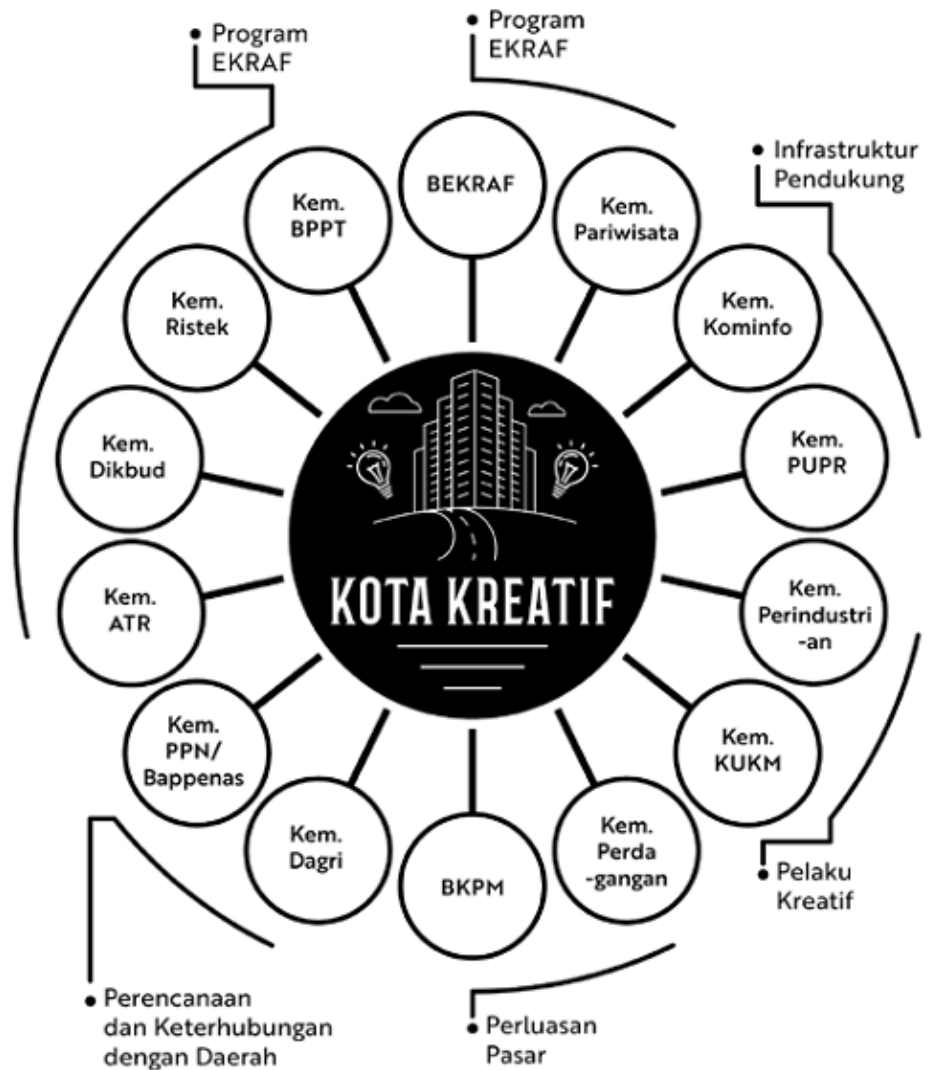 Program
EKRAF
Program
EKRAF
Infrastruktur
Pendukung
BEKRAF
Kem.
BPPT
Kem.
Pariwisata
Kem.
Ristek
Kem.
Kominfo
Kem.
Dikbud
Kem.
PUPR
KOTA KREATIF
Kem.
ATR
Kem.
Perindustri
-an
Kem.
PPN/
Bappenas
Kem.
KUKM
Kem.
Dagri
BKPM
Kem.
Perda
-gangan
Pelaku
Kreatif
Perencanaan
dan Keterhubungan
dengan Daerah
Perluasan
Pasar